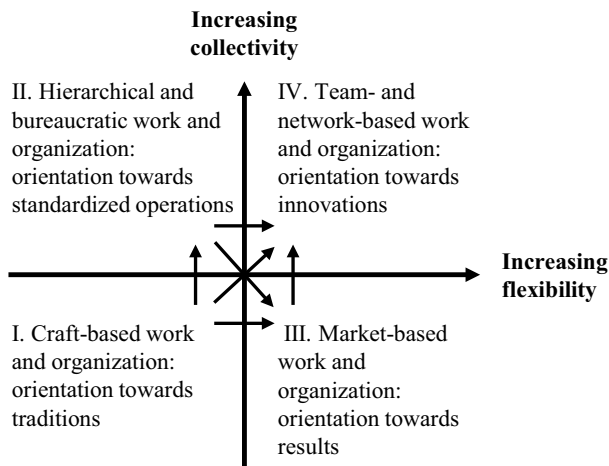 Increasing
collectivity
II. Hierarchical and
bureaucratic work and
organization:
orientation towards
standardized operations
IV. Team- and
network-based work
and organization:
orientation towards
innovations
Increasing
flexibility
I. Craft-based work
and organization:
orientation towards
traditions
III. Market-based
work and
organization:
orientation towards
results